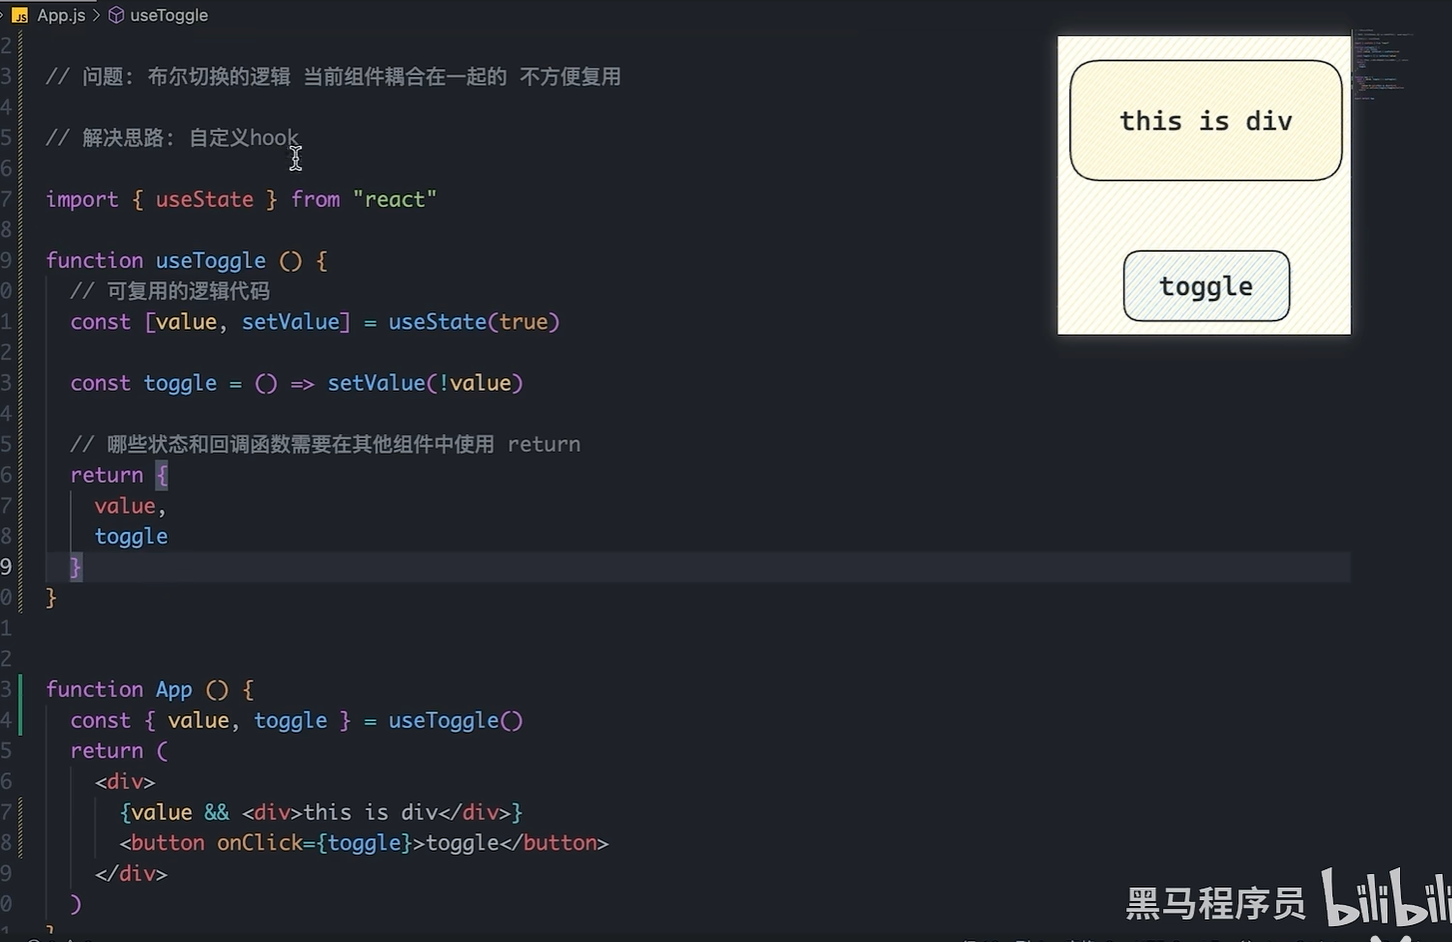 JS App.js > useToggle
2
3 // 问题: 布尔切换的逻辑 当前组件耦合在一起的 不方便复用
4
5 // 解决思路: 自定义hook
6
7 import { useState } from "react"
8
9 function useToggle () {
0 // 可复用的逻辑代码
1 const [value, setValue] = useState(true)
2
3 const toggle = () => setValue(!value)
4
5 // 哪些状态和回调函数需要在其他组件中使用 return
6 return {
7 value,
8 toggle
9 }
0 }
1
2
3 function App () {
4 const { value, toggle } = useToggle()
5 return (
6 <div>
7 {value && <div>this is div</div>}
8 <button onClick={toggle}>toggle</button>
9 </div>
0 )
this is div
toggle
黑马程序员 bilibili